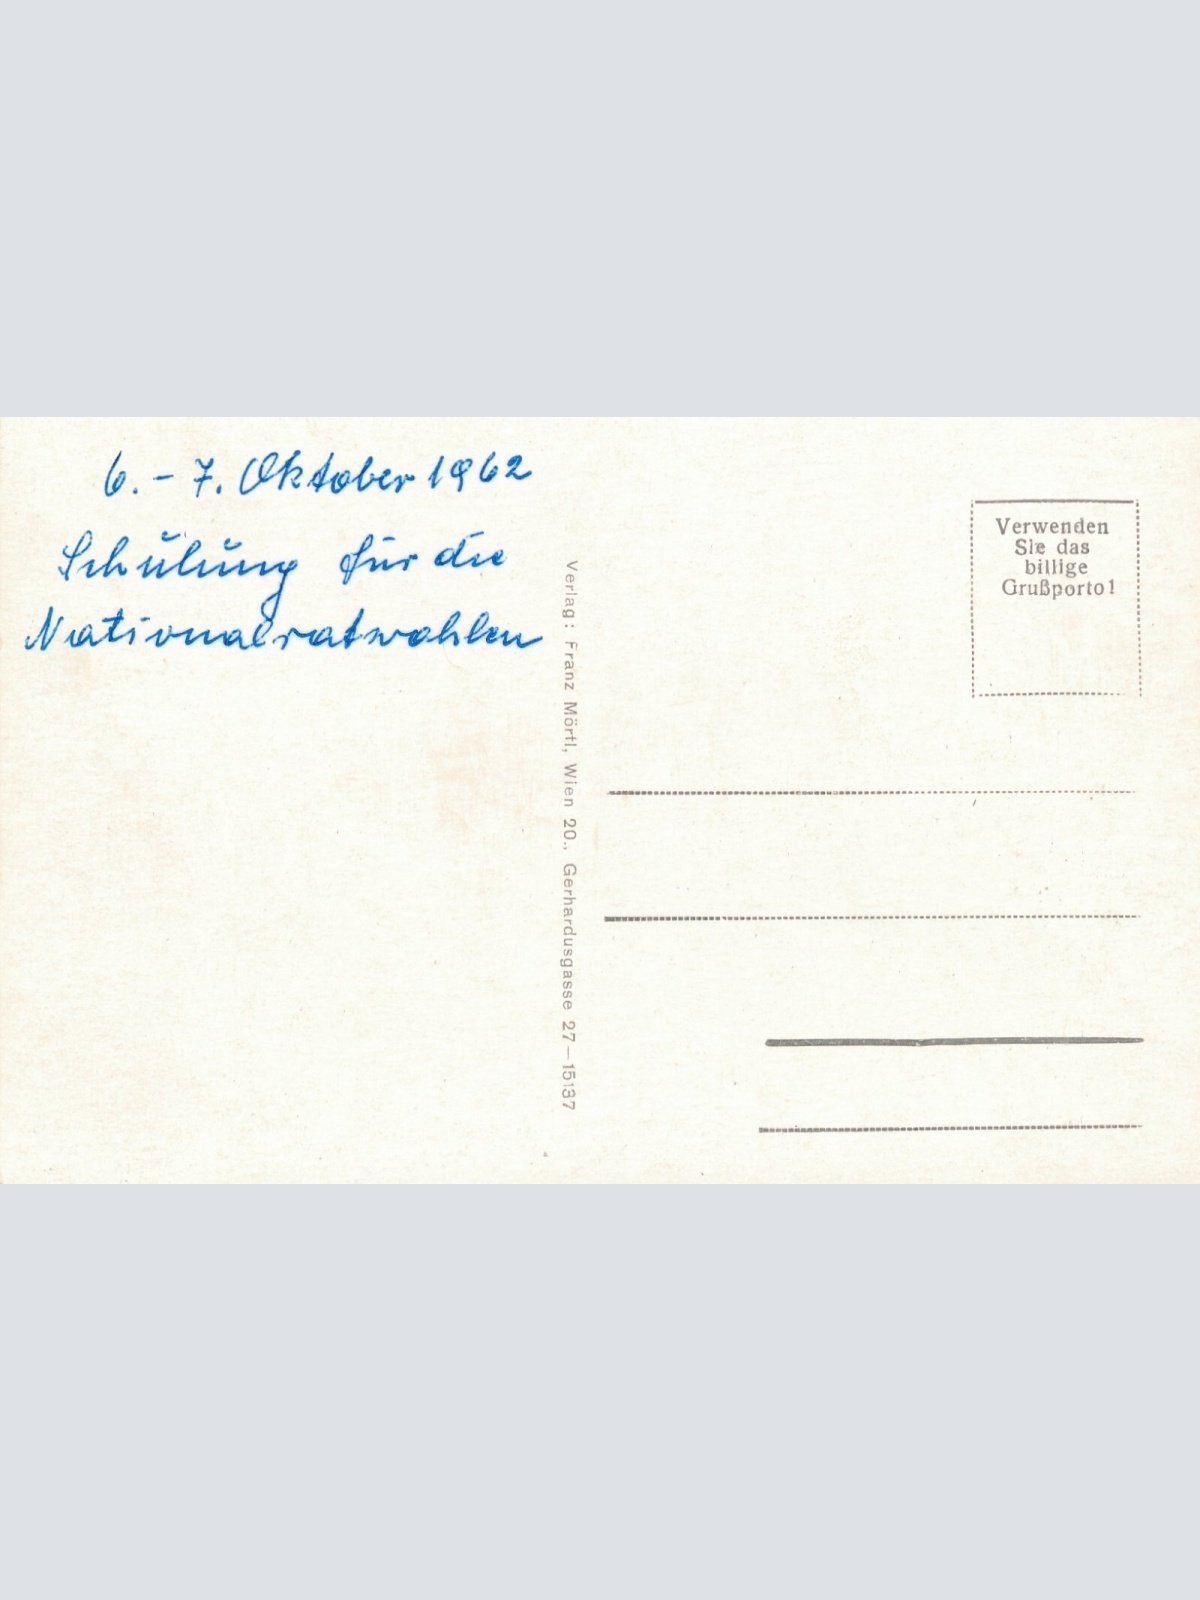 6. - 7. Oktober 1962
Schulung für die
Nationalratwahlen
Verlag: Franz Mörtl, Wien 20., Gerhardusgasse 27—15137
Verwenden
Sie das
billige
Grußporto!